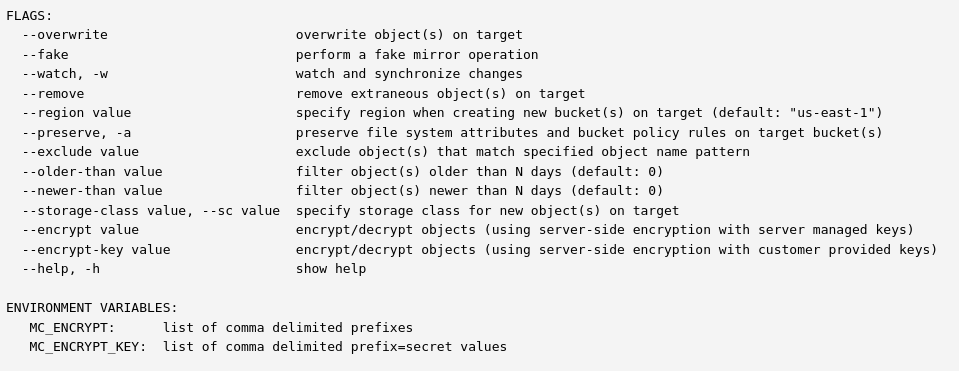 FLAGS:
  --overwrite                        overwrite object(s) on target
  --fake                             perform a fake mirror operation
  --watch, -w                        watch and synchronize changes
  --remove                           remove extraneous object(s) on target
  --region value                     specify region when creating new bucket(s) on target (default: "us-east-1")
  --preserve, -a                     preserve file system attributes and bucket policy rules on target bucket(s)
  --exclude value                    exclude object(s) that match specified object name pattern
  --older-than value                 filter object(s) older than N days (default: 0)
  --newer-than value                 filter object(s) newer than N days (default: 0)
  --storage-class value, --sc value  specify storage class for new object(s) on target
  --encrypt value                    encrypt/decrypt objects (using server-side encryption with server managed keys)
  --encrypt-key value                encrypt/decrypt objects (using server-side encryption with customer provided keys)
  --help, -h                         show help

ENVIRONMENT VARIABLES:
   MC_ENCRYPT:      list of comma delimited prefixes
   MC_ENCRYPT_KEY:  list of comma delimited prefix=secret values